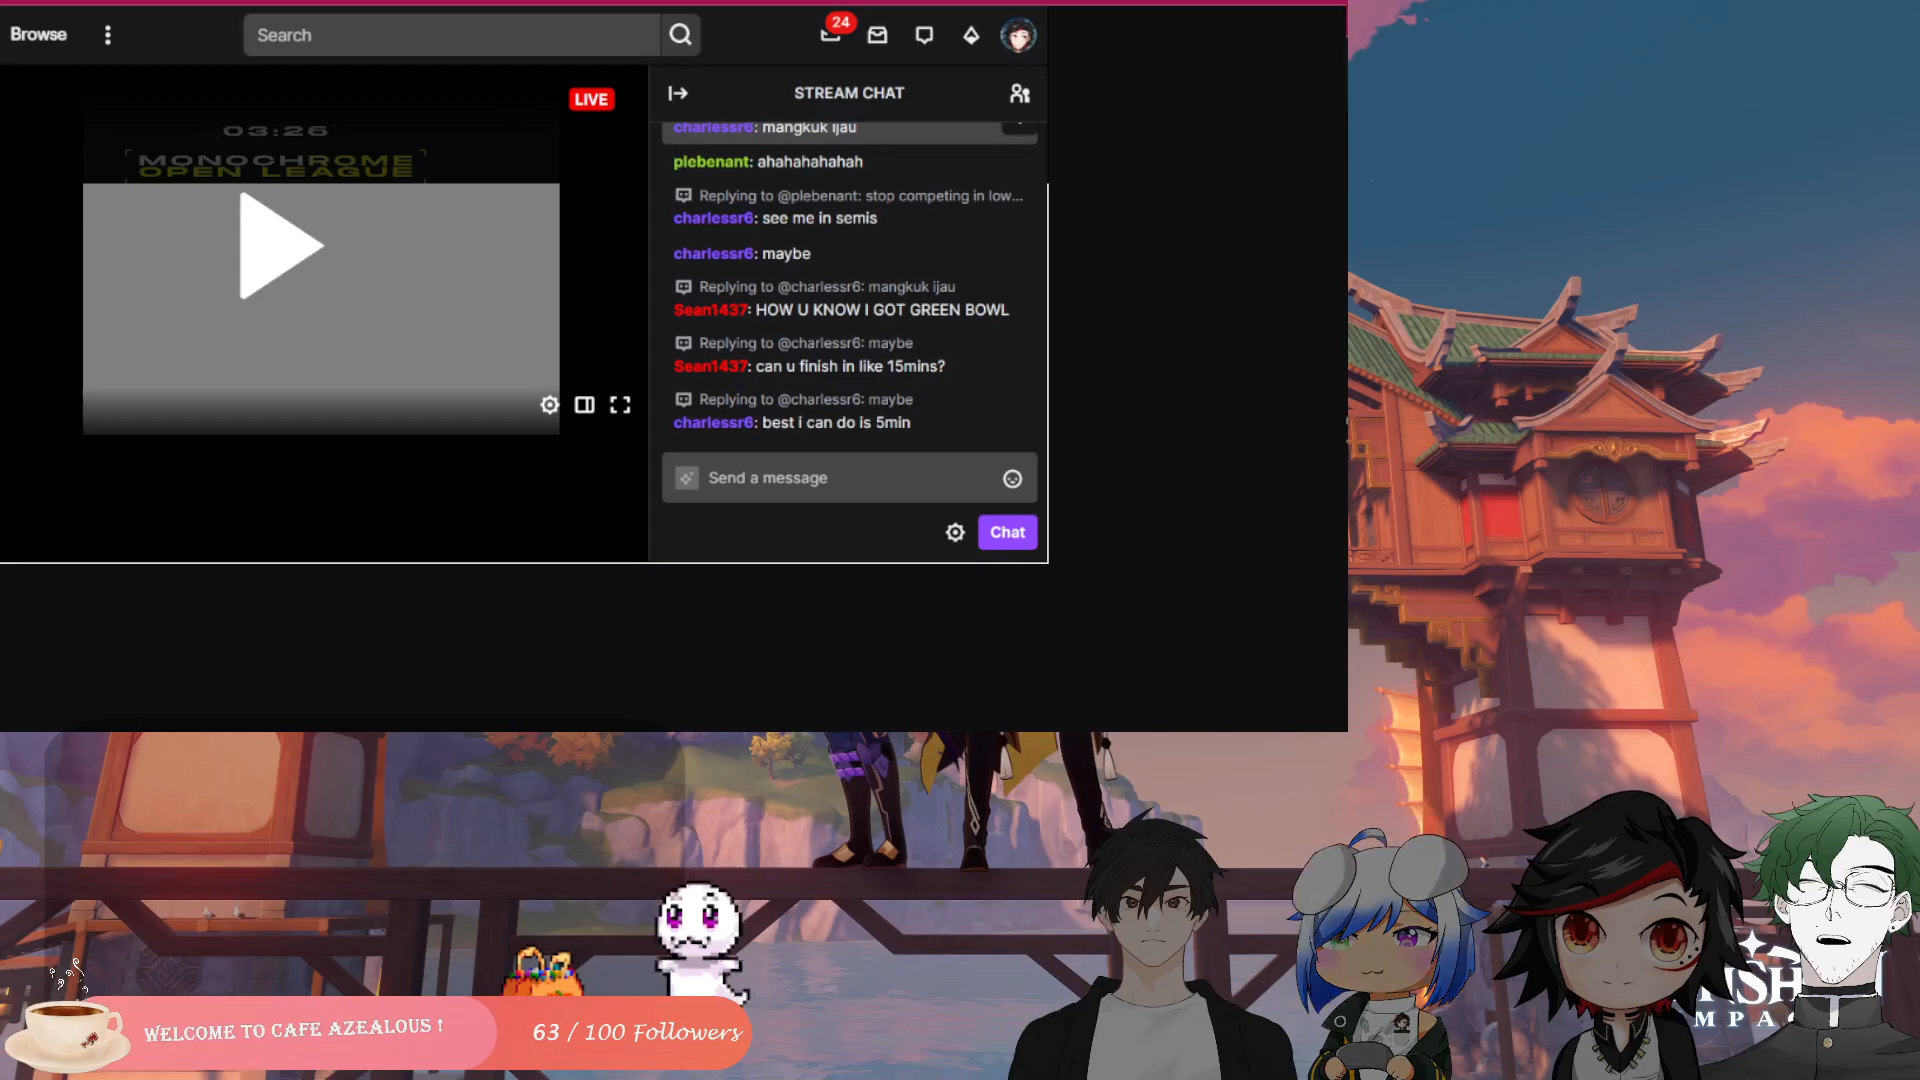 Browse
Search
24
LIVE
03:26
MONOCHROME
OPEN LEAGUE
STREAM CHAT
charlessr6: mangkuk ijau
plebenant: ahahahahahah
Replying to @plebenant: stop competing in low...
charlessr6: see me in semis
charlessr6: maybe
Replying to @charlessr6: mangkuk ijau
Sean1437: HOW U KNOW I GOT GREEN BOWL
Replying to @charlessr6: maybe
Sean1437: can u finish in like 15mins?
Replying to @charlessr6: maybe
charlessr6: best i can do is 5min
Send a message
Chat
WELCOME TO CAFE AZEALOUS !
63 / 100 Followers